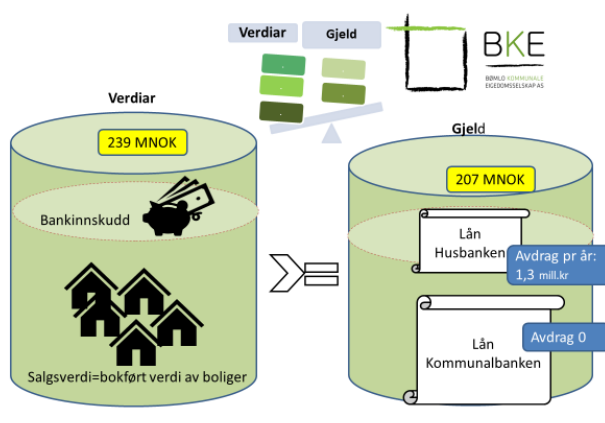 Verdiar
Gjeld
BKE
BØMLO KOMMUNALE
EIGEDOMSSELSKAP AS
Verdiar
239 MNOK
Bankinnskudd
Salgsverdi=bokført verdi av boliger
Gjeld
207 MNOK
Lån
Husbanken
Avdrag pr år:
1,3 mill.kr
Avdrag 0
Lån
Kommunalbanken